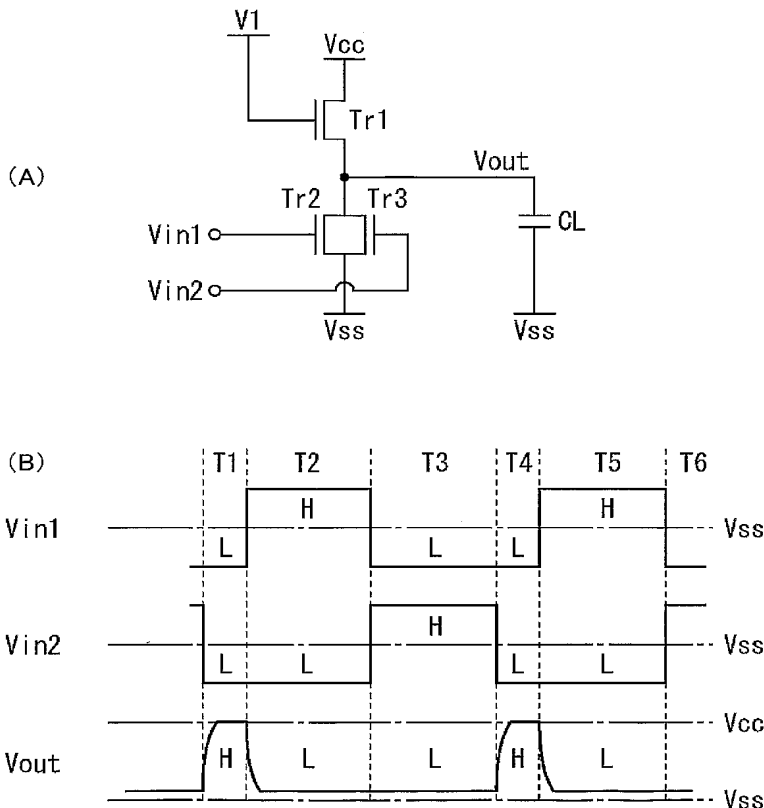 V1
Vcc
Tr1
(A)
Vout
Tr2 Tr3
CL
Vin1
Vin2
Vss Vss
(B) T1 T2 T3 T4 T5 T6
H H
Vin1 Vss
L L L
H
Vin2 Vss
L L L L
Vcc
Vout H L L H L
Vss